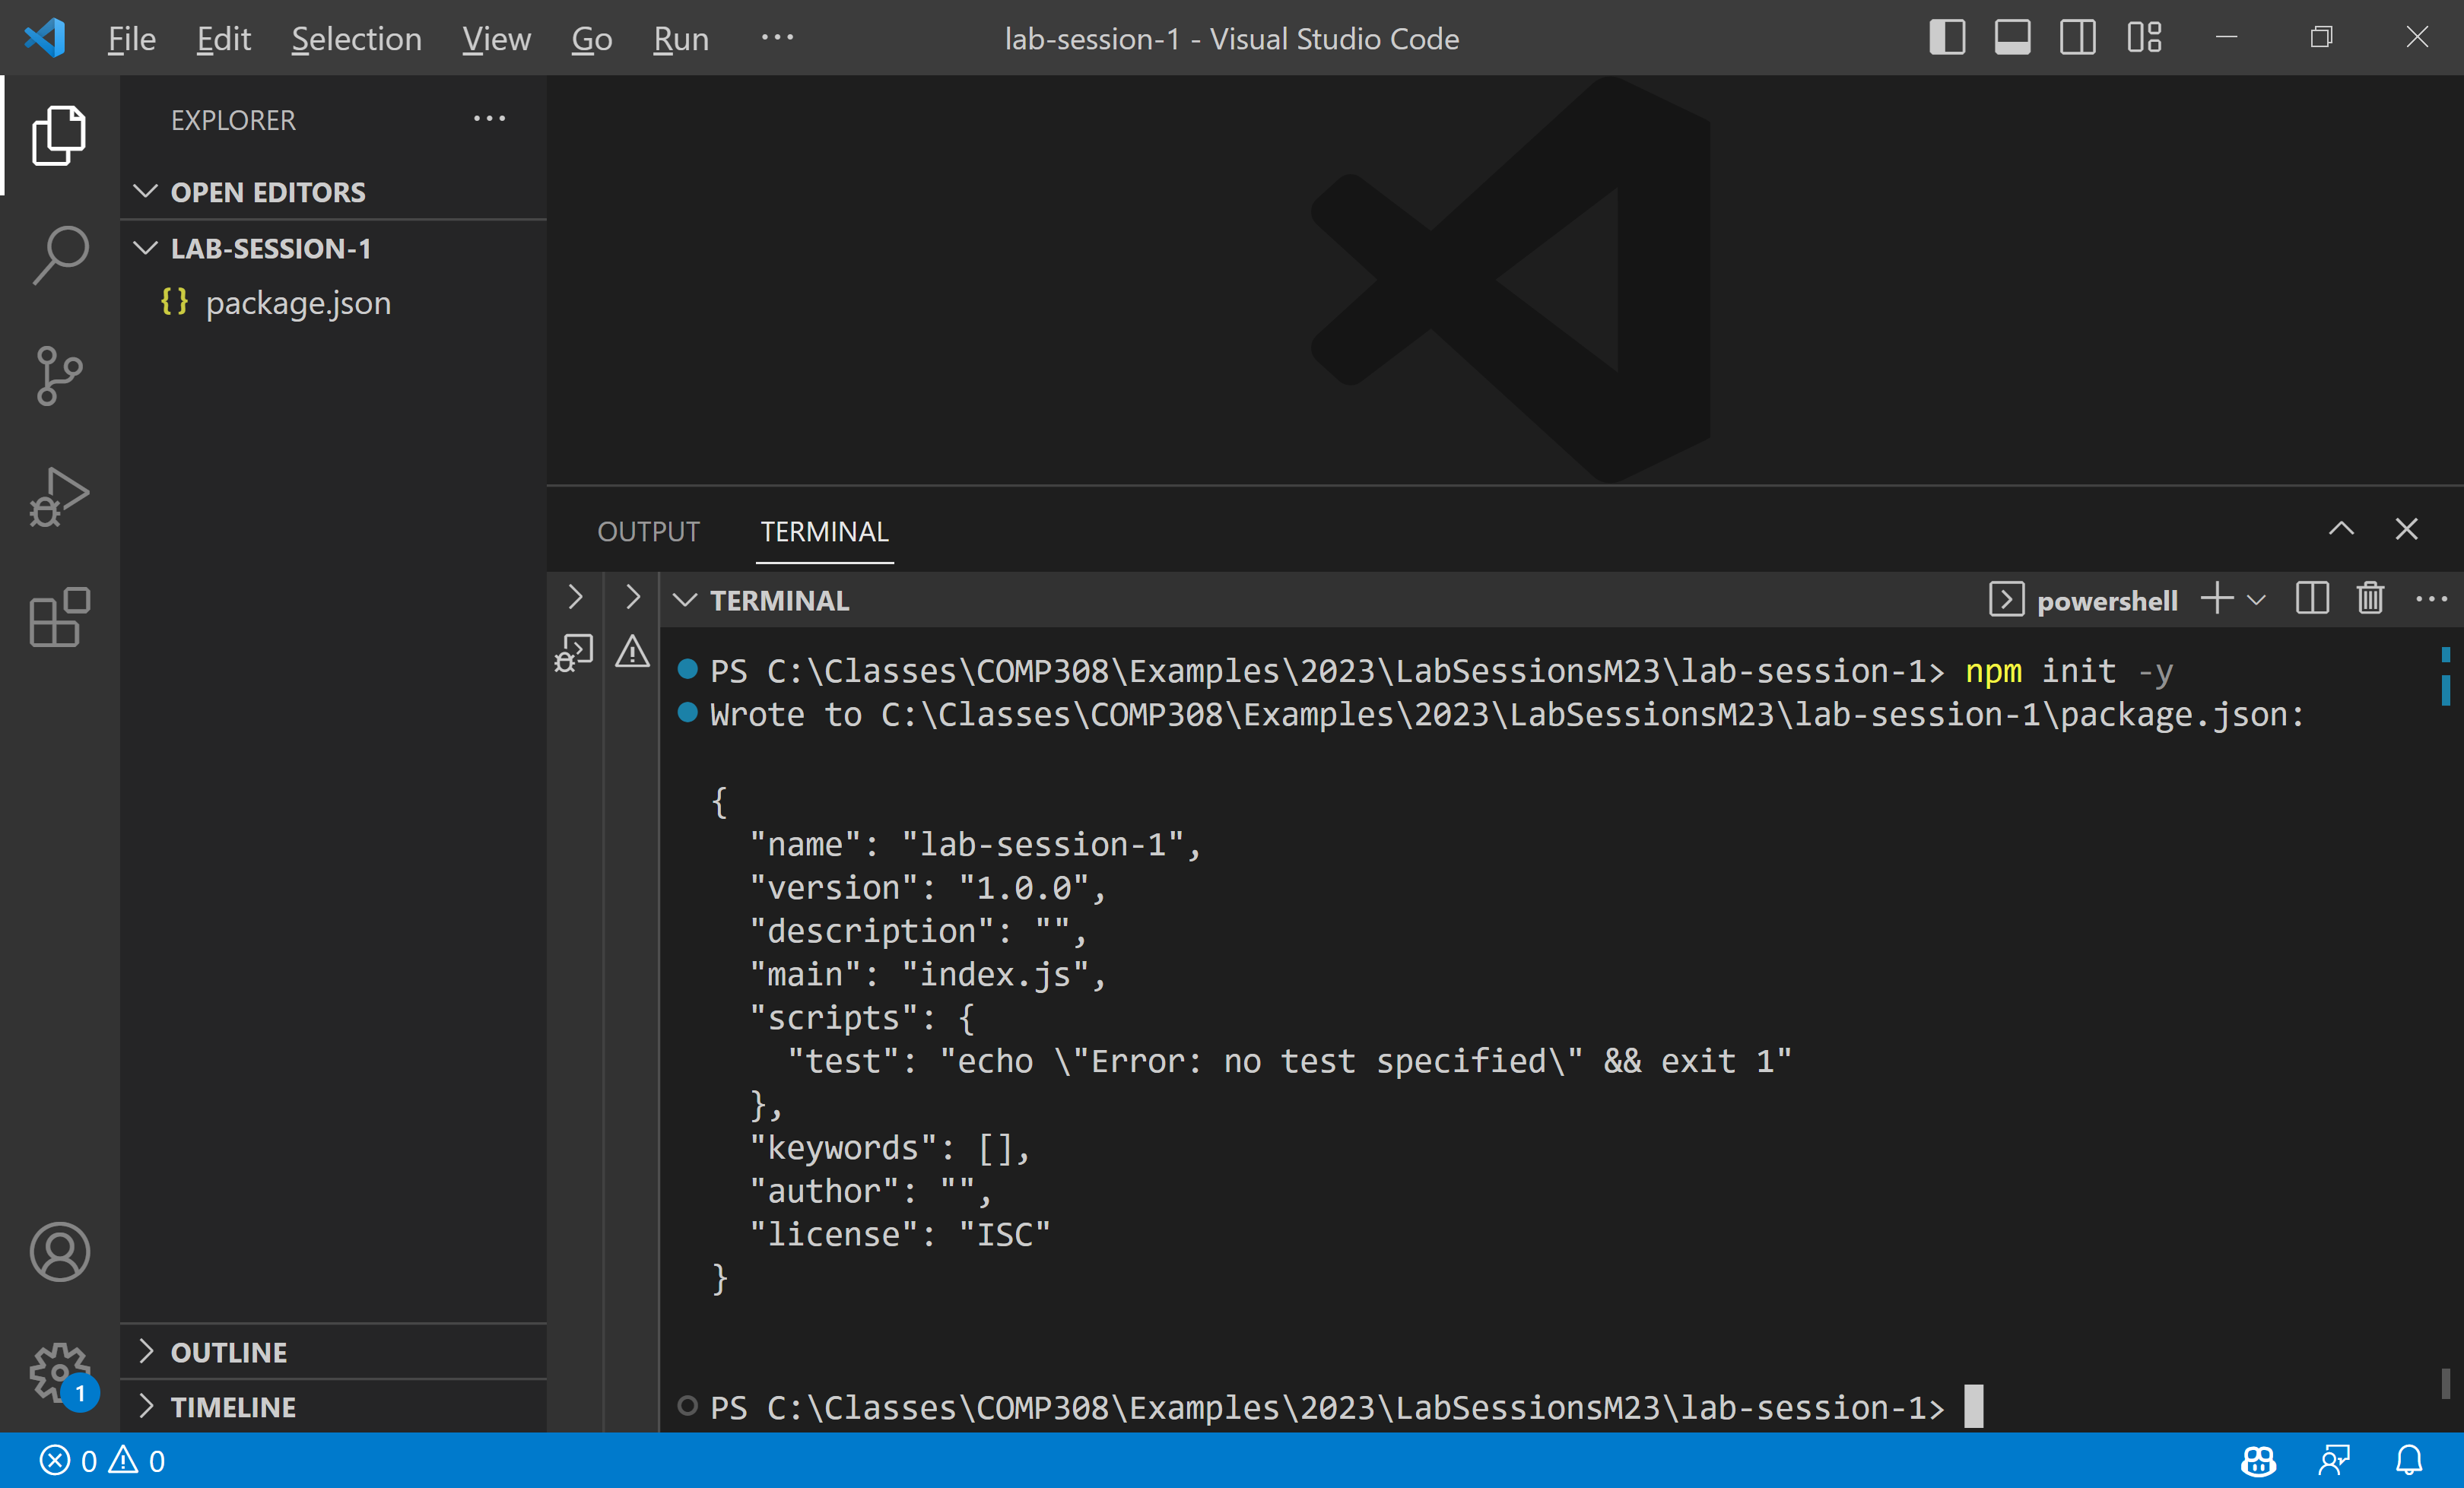 File Edit Selection View Go Run ··· lab-session-1 - Visual Studio Code
EXPLORER ···
OPEN EDITORS
LAB-SESSION-1
{} package.json
OUTPUT TERMINAL
TERMINAL
powershell
PS C:\Classes\COMP308\Examples\2023\LabSessionsM23\lab-session-1> npm init -y
Wrote to C:\Classes\COMP308\Examples\2023\LabSessionsM23\lab-session-1\package.json:
{
  "name": "lab-session-1",
  "version": "1.0.0",
  "description": "",
  "main": "index.js",
  "scripts": {
    "test": "echo \"Error: no test specified\" && exit 1"
  },
  "keywords": [],
  "author": "",
  "license": "ISC"
}
PS C:\Classes\COMP308\Examples\2023\LabSessionsM23\lab-session-1>
OUTLINE
1
TIMELINE
0 0